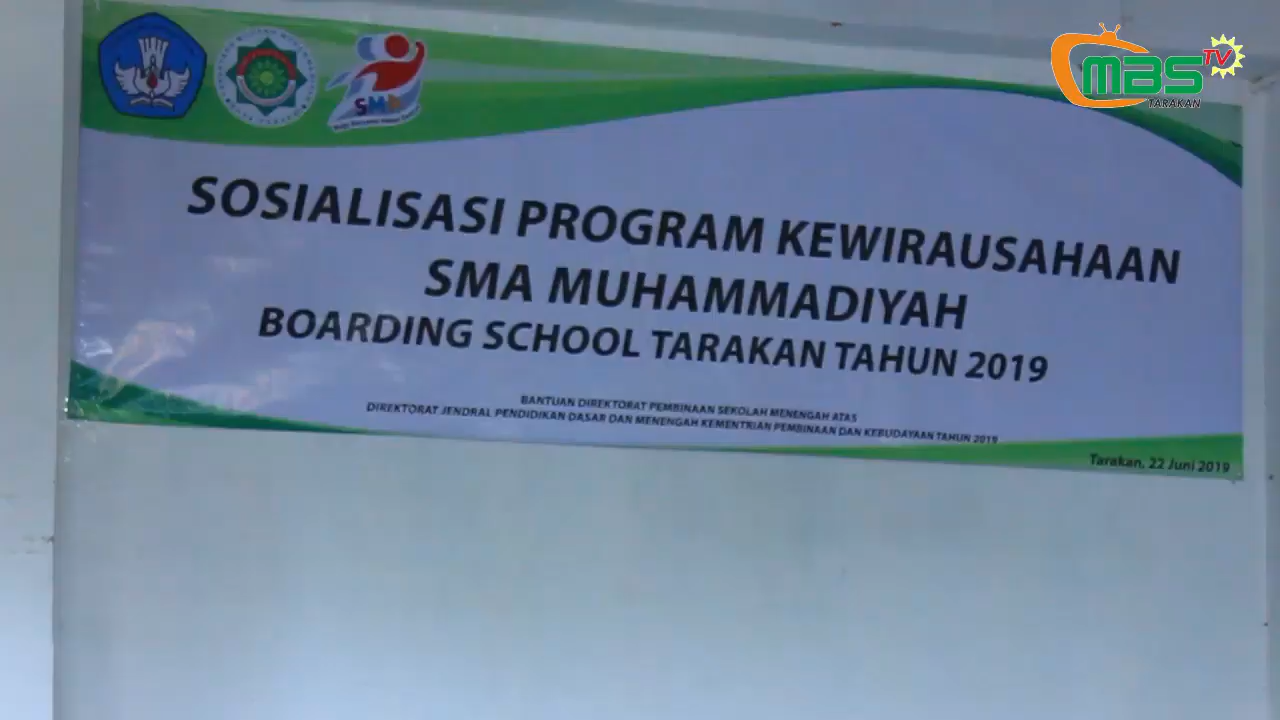 MBS TV
TARAKAN
SMA
SOSIALISASI PROGRAM KEWIRAUSAHAAN
SMA MUHAMMADIYAH
BOARDING SCHOOL TARAKAN TAHUN 2019
BANTUAN DIREKTORAT PEMBINAAN SEKOLAH MENENGAH ATAS
DIREKTORAT JENDRAL PENDIDIKAN DASAR DAN MENENGAH KEMENTRIAN PEMBINAAN DAN KEBUDAYAAN TAHUN 2019
Tarakan, 22 Juni 2019